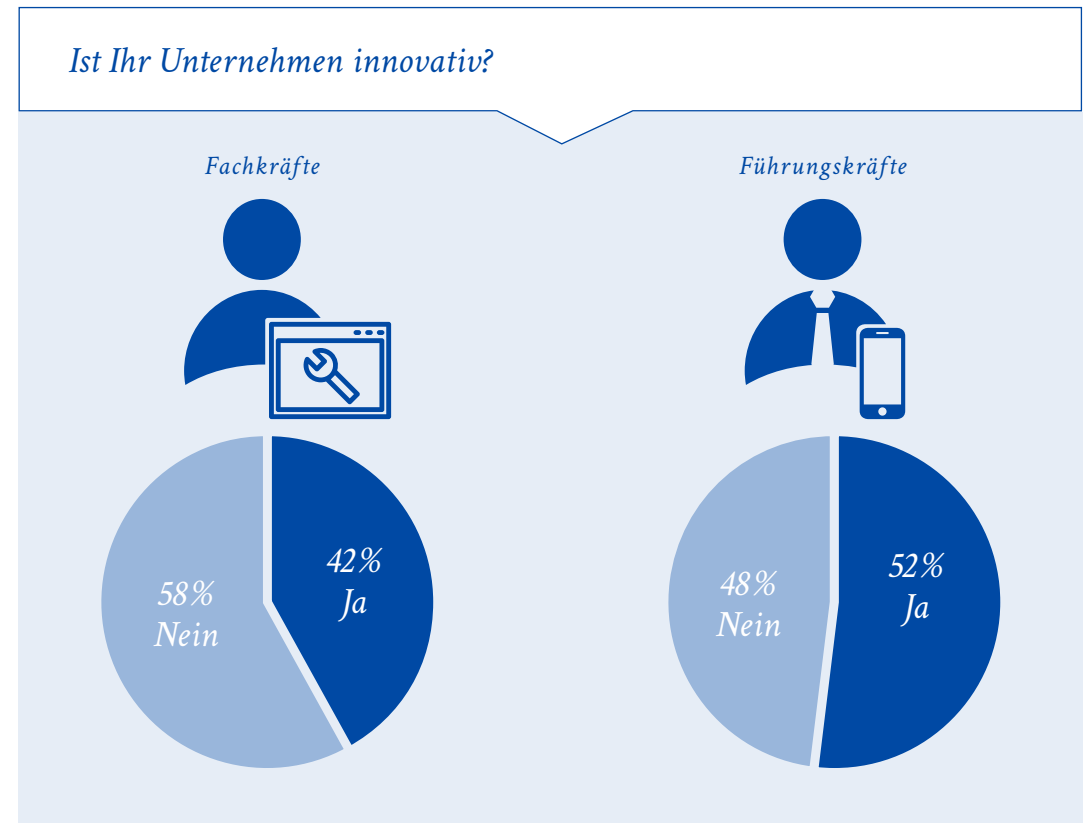 Ist Ihr Unternehmen innovativ?
Fachkräfte
58%
Nein
42%
Ja
Führungskräfte
48%
Nein
52%
Ja